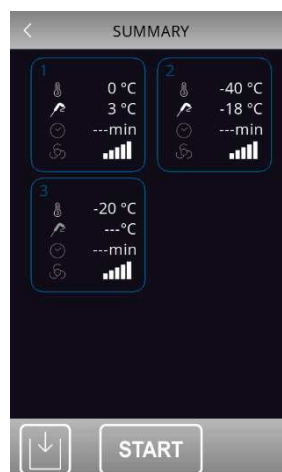 SUMMARY
1
0 °C
3 °C
---min
2
-40 °C
-18 °C
---min
3
-20 °C
---°C
---min
START